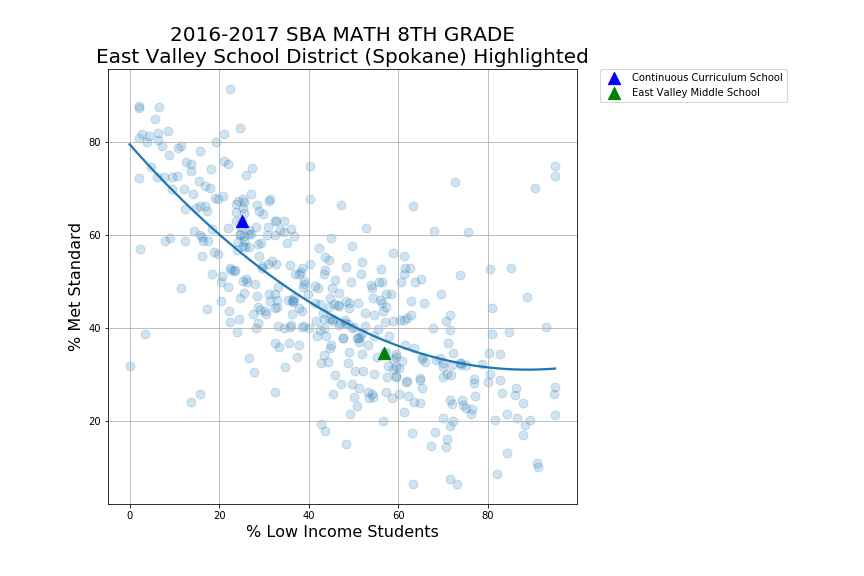 2016-2017 SBA MATH 8TH GRADE
East Valley School District (Spokane) Highlighted
Continuous Curriculum School
East Valley Middle School
% Met Standard
80
60
40
20
0
20
40
60
80
% Low Income Students